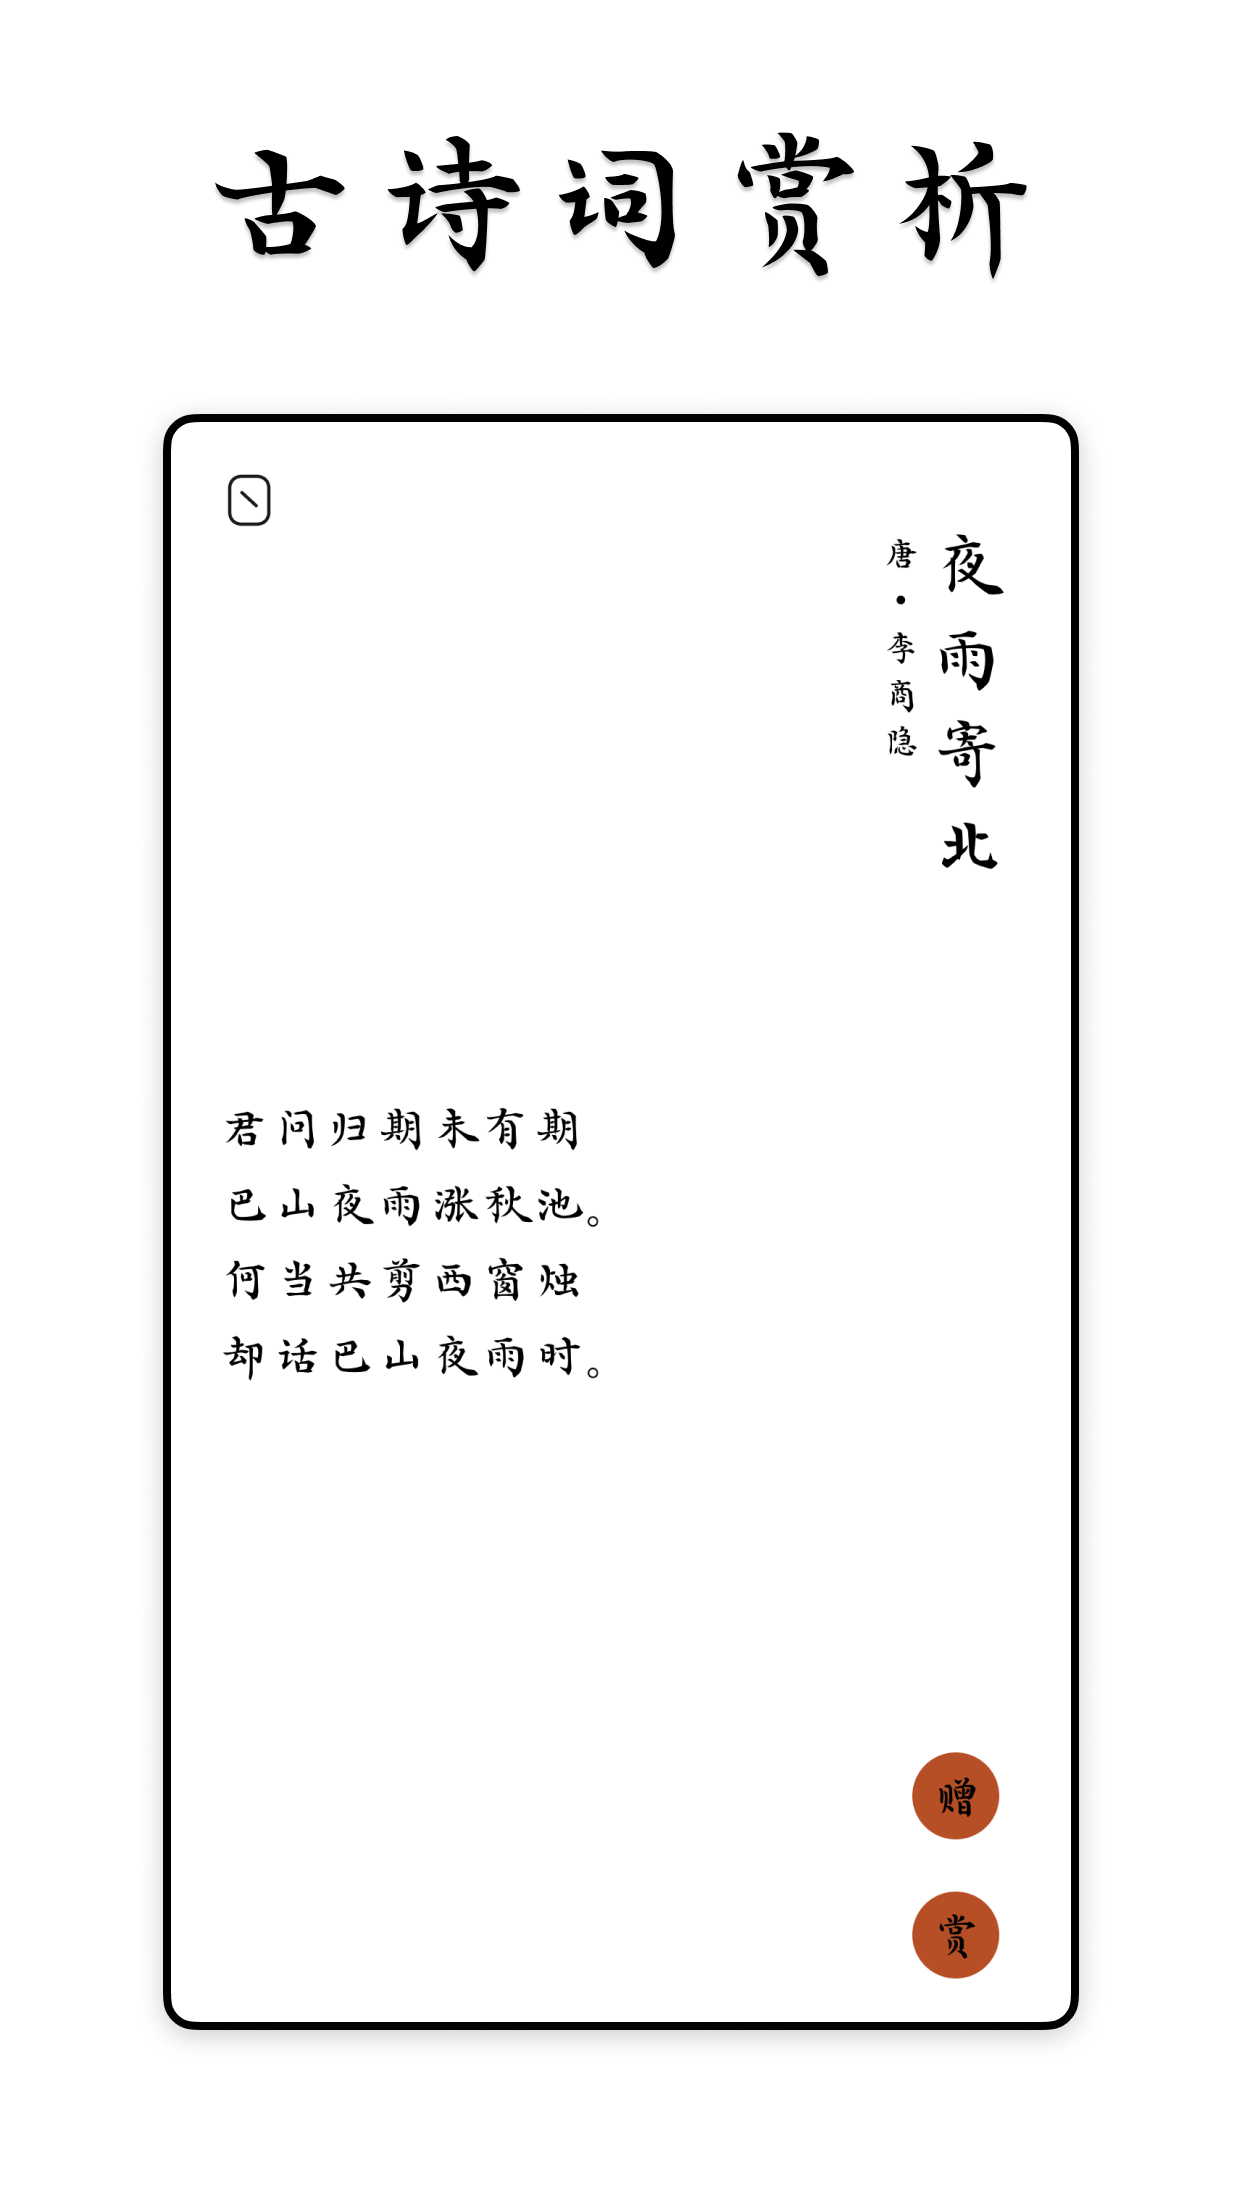 古诗词赏析
夜雨寄北
唐·李商隐
君问归期未有期
巴山夜雨涨秋池。
何当共剪西窗烛
却话巴山夜雨时。
赠
赏